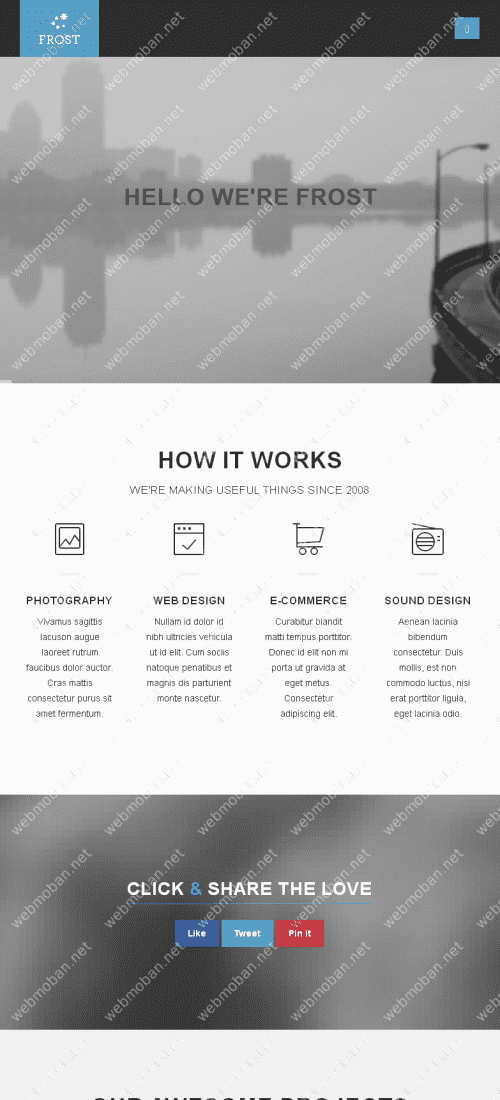 FROST
HELLO WE'RE FROST
HOW IT WORKS
WE'RE MAKING USEFUL THINGS SINCE 2008
PHOTOGRAPHY
Vivamus sagittis
lacuson augue
laoreet rutrum
faucibus dolor auctor.
Cras mattis
consectetur purus sit
amet fermentum.
WEB DESIGN
Nullam id dolor id
nibh ultricies vehicula
ut id elit. Cum sociis
natoque penatibus et
magnis dis parturient
monte nascetur.
E-COMMERCE
Curabitur blandit
matti tempus porttitor.
Donec id elit non mi
porta ut gravida at
eget metus.
Consectetur
adipiscing elit.
SOUND DESIGN
Aenean lacinia
bibendum
consectetur. Duis
mollis, est non
commodo luctus, nisi
erat porttitor ligula,
eget lacinia odio.
CLICK & SHARE THE LOVE
Like Tweet Pin it
OUR AWESOME PROJECTS
webmoban.net